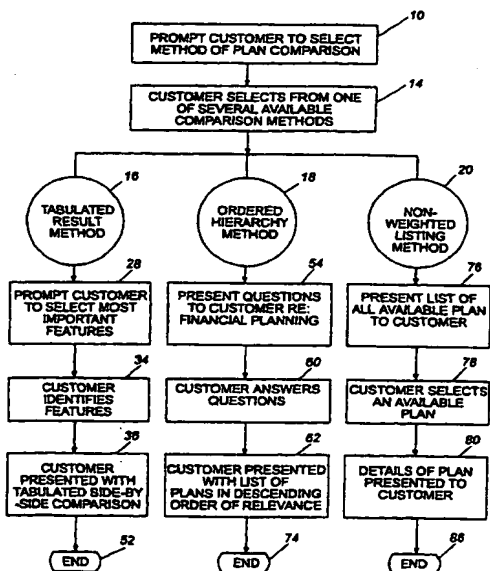 10
PROMPT CUSTOMER TO SELECT
METHOD OF PLAN COMPARISON
14
CUSTOMER SELECTS FROM ONE
OF SEVERAL AVAILABLE
COMPARISON METHODS
16
TABULATED
RESULT
METHOD
28
PROMPT CUSTOMER
TO SELECT MOST
IMPORTANT
FEATURES
34
CUSTOMER
IDENTIFIES
FEATURES
36
CUSTOMER
PRESENTED WITH
TABULATED SIDE-BY
-SIDE COMPARISON
END
52
18
ORDERED
HIERARCHY
METHOD
54
PRESENT QUESTIONS
TO CUSTOMER RE:
FINANCIAL PLANNING
60
CUSTOMER ANSWERS
QUESTIONS
62
CUSTOMER PRESENTED
WITH LIST OF
PLANS IN DESCENDING
ORDER OF RELEVANCE
END
74
20
NON-
WEIGHTED
LISTING
METHOD
76
PRESENT LIST OF
ALL AVAILABLE PLAN
TO CUSTOMER
78
CUSTOMER SELECTS
AN AVAILABLE
PLAN
80
DETAILS OF PLAN
PRESENTED TO
CUSTOMER
END
86